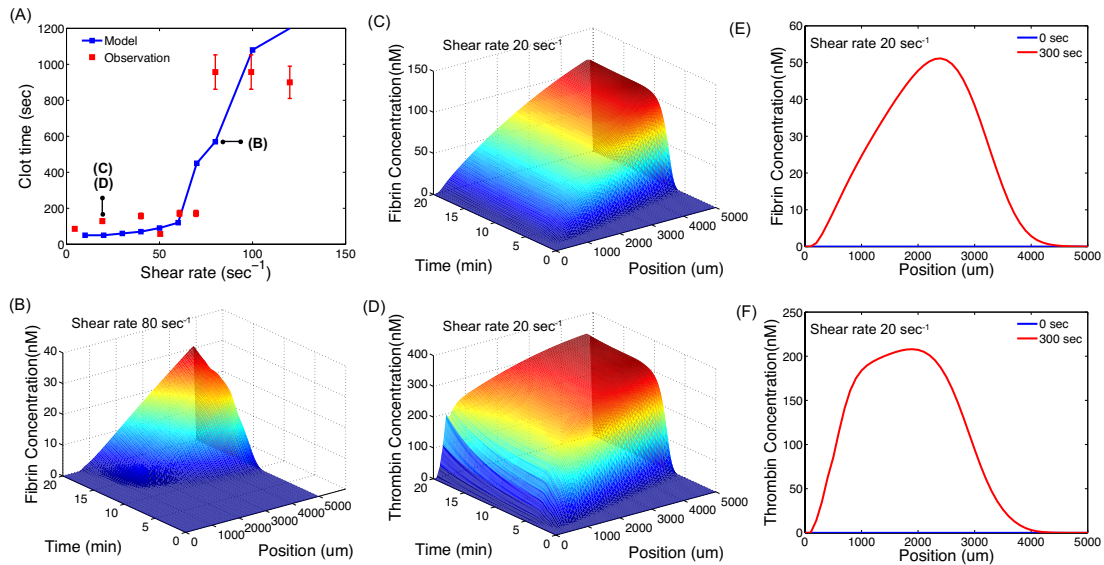 (A)
1200
1000
800
600
400
200
0
Clot time (sec)
Model
Observation
(B)
(C)
(D)
0
50
100
150
Shear rate (sec⁻¹)
(B)
Shear rate 80 sec⁻¹
Fibrin Concentration(nM)
40
30
20
10
0
20
15
10
5
0
Time (min)
0
1000
2000
3000
4000
5000
Position (um)
(C)
Shear rate 20 sec⁻¹
Fibrin Concentration(nM)
150
100
50
0
20
15
10
5
0
Time (min)
0
1000
2000
3000
4000
5000
Position (um)
(D)
Shear rate 20 sec⁻¹
Thrombin Concentration(nM)
400
300
200
100
0
20
15
10
5
0
Time (min)
0
1000
2000
3000
4000
5000
Position (um)
(E)
60
50
40
30
20
10
0
Fibrin Concentration(nM)
Shear rate 20 sec⁻¹
0 sec
300 sec
0
1000
2000
3000
4000
5000
Position (um)
(F)
250
200
150
100
50
0
Thrombin Concentration(nM)
Shear rate 20 sec⁻¹
0 sec
300 sec
0
1000
2000
3000
4000
5000
Position (um)